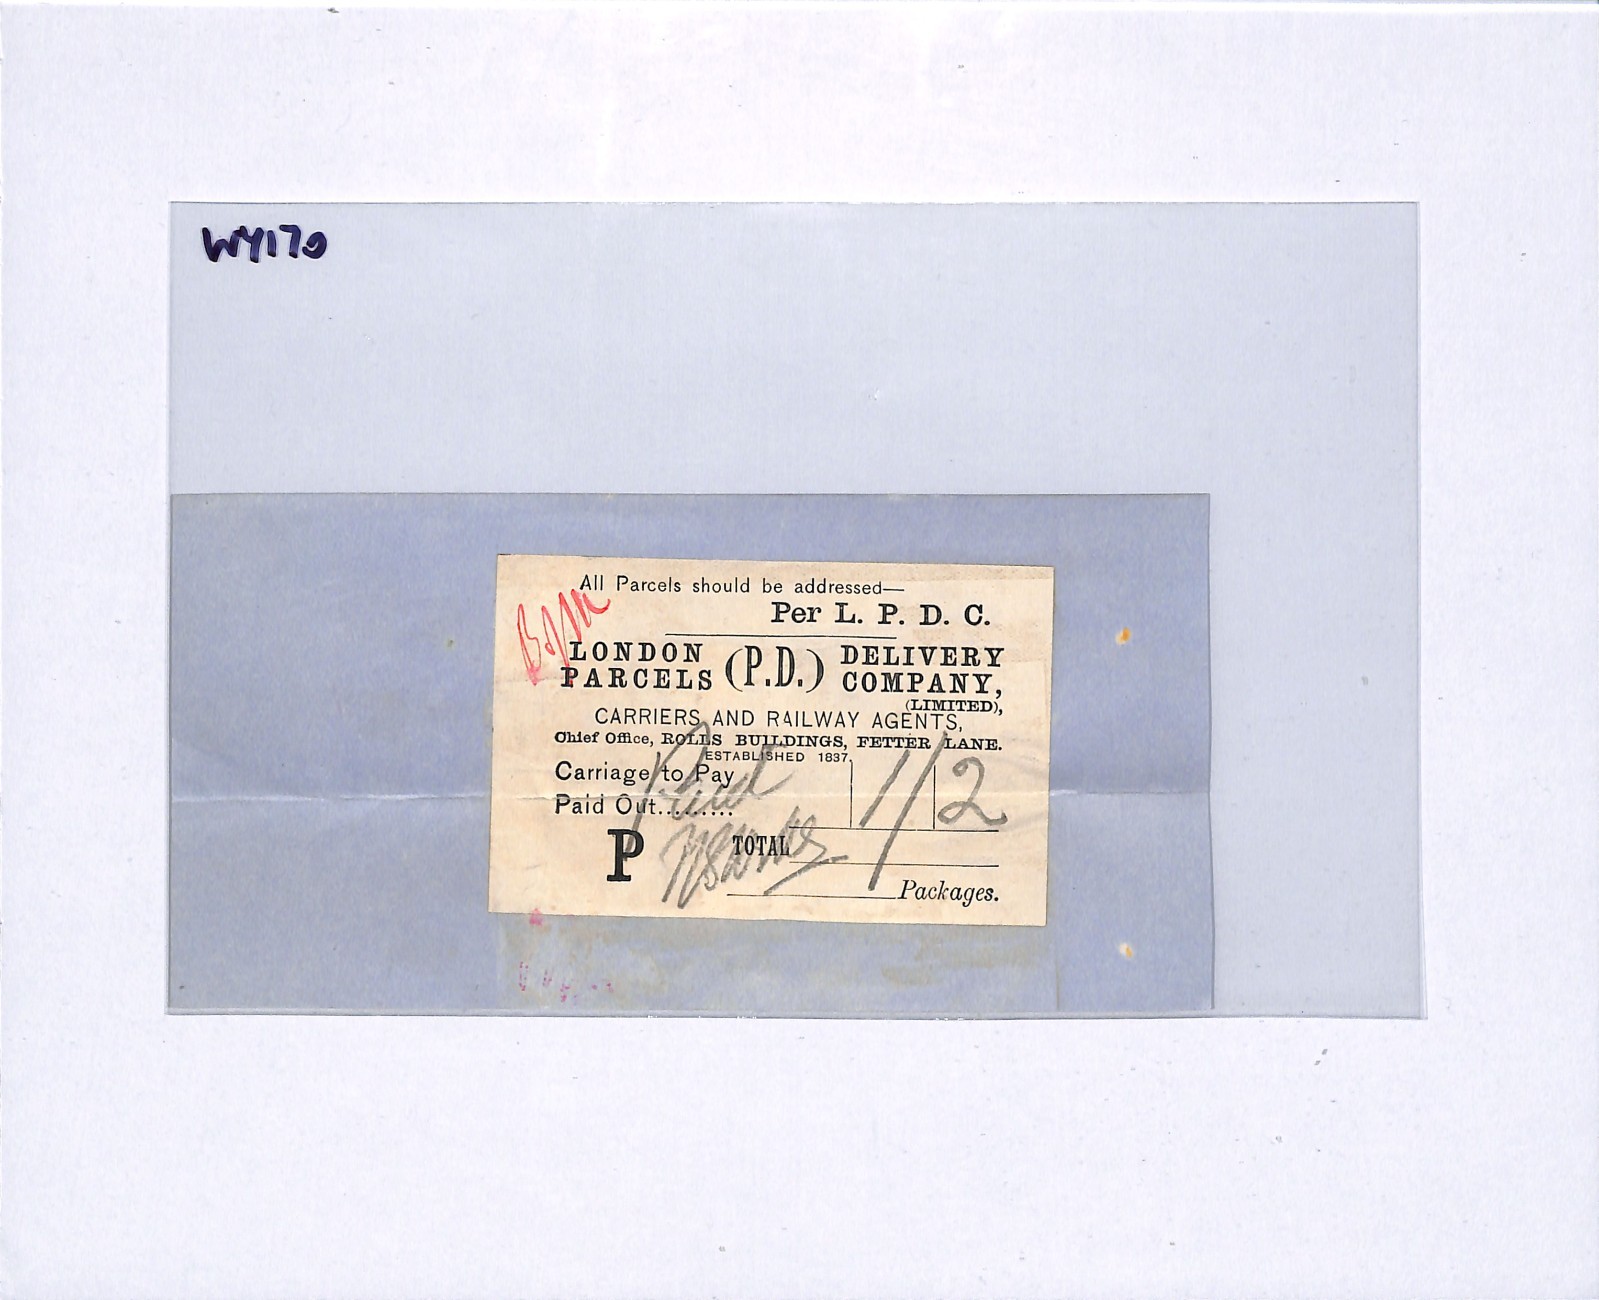 WY170
All Parcels should be addressed—
Per L. P. D. C.
LONDON PARCELS (P.D.) DELIVERY COMPANY,
(LIMITED),
CARRIERS AND RAILWAY AGENTS,
Chief Office, ROLLS BUILDINGS, FETTER LANE.
ESTABLISHED 1837.
Carriage to Pay
Paid Out.........
Paid
1/2
P TOTAL
Packages.